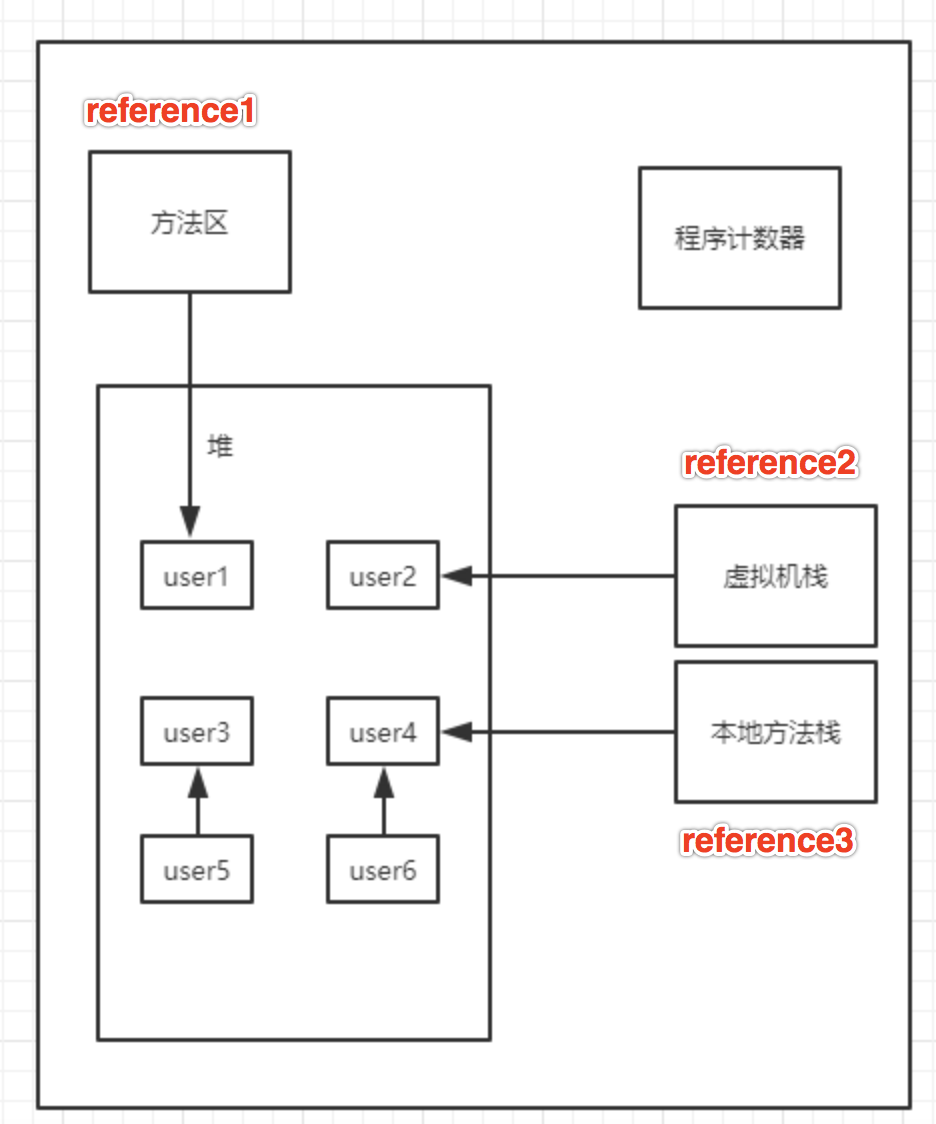 reference1
方法区
程序计数器
堆
reference2
user1
user2
虚拟机栈
user3
user4
本地方法栈
reference3
user5
user6